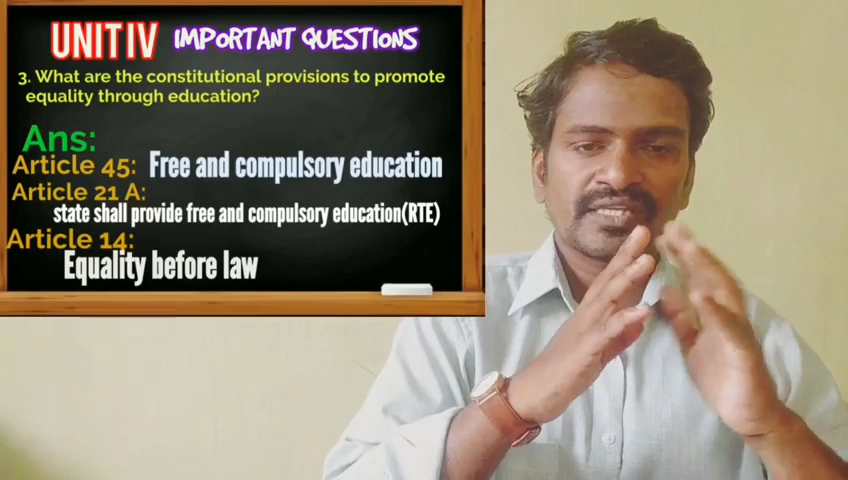 UNIT IV IMPORTANT QUESTIONS
3. What are the constitutional provisions to promote
equality through education?
Ans:
Article 45: Free and compulsory education
Article 21 A:
state shall provide free and compulsory education(RTE)
Article 14:
Equality before law